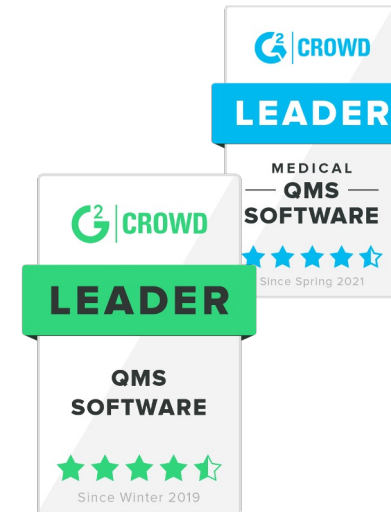 G2 | CROWD
LEADER
MEDICAL
QMS
SOFTWARE
Since Spring 2021
G2 | CROWD
LEADER
QMS
SOFTWARE
Since Winter 2019